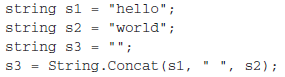 string s1 = "hello";
string s2 = "world";
string s3 = "";
s3 = String.Concat(s1, " ", s2);